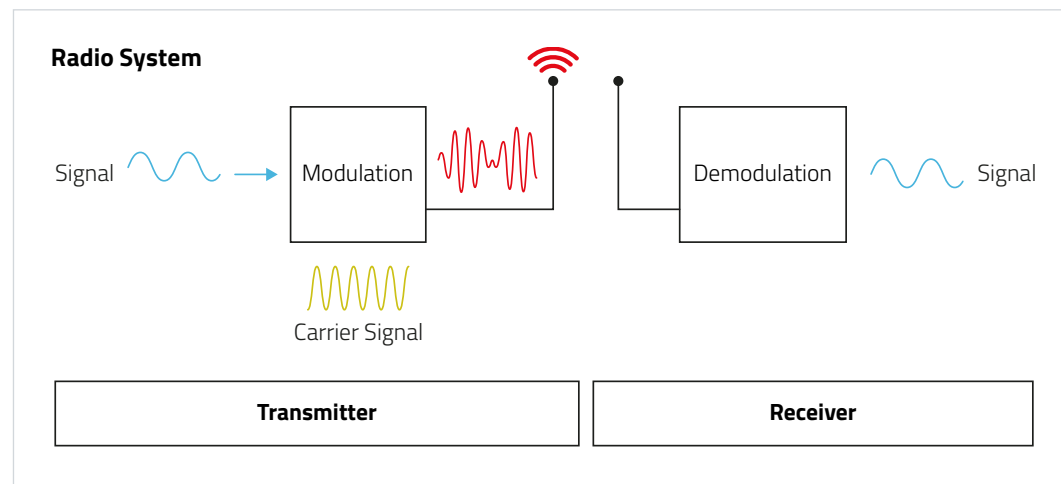 Radio System
Signal
Modulation
Demodulation
Signal
Carrier Signal
Transmitter
Receiver